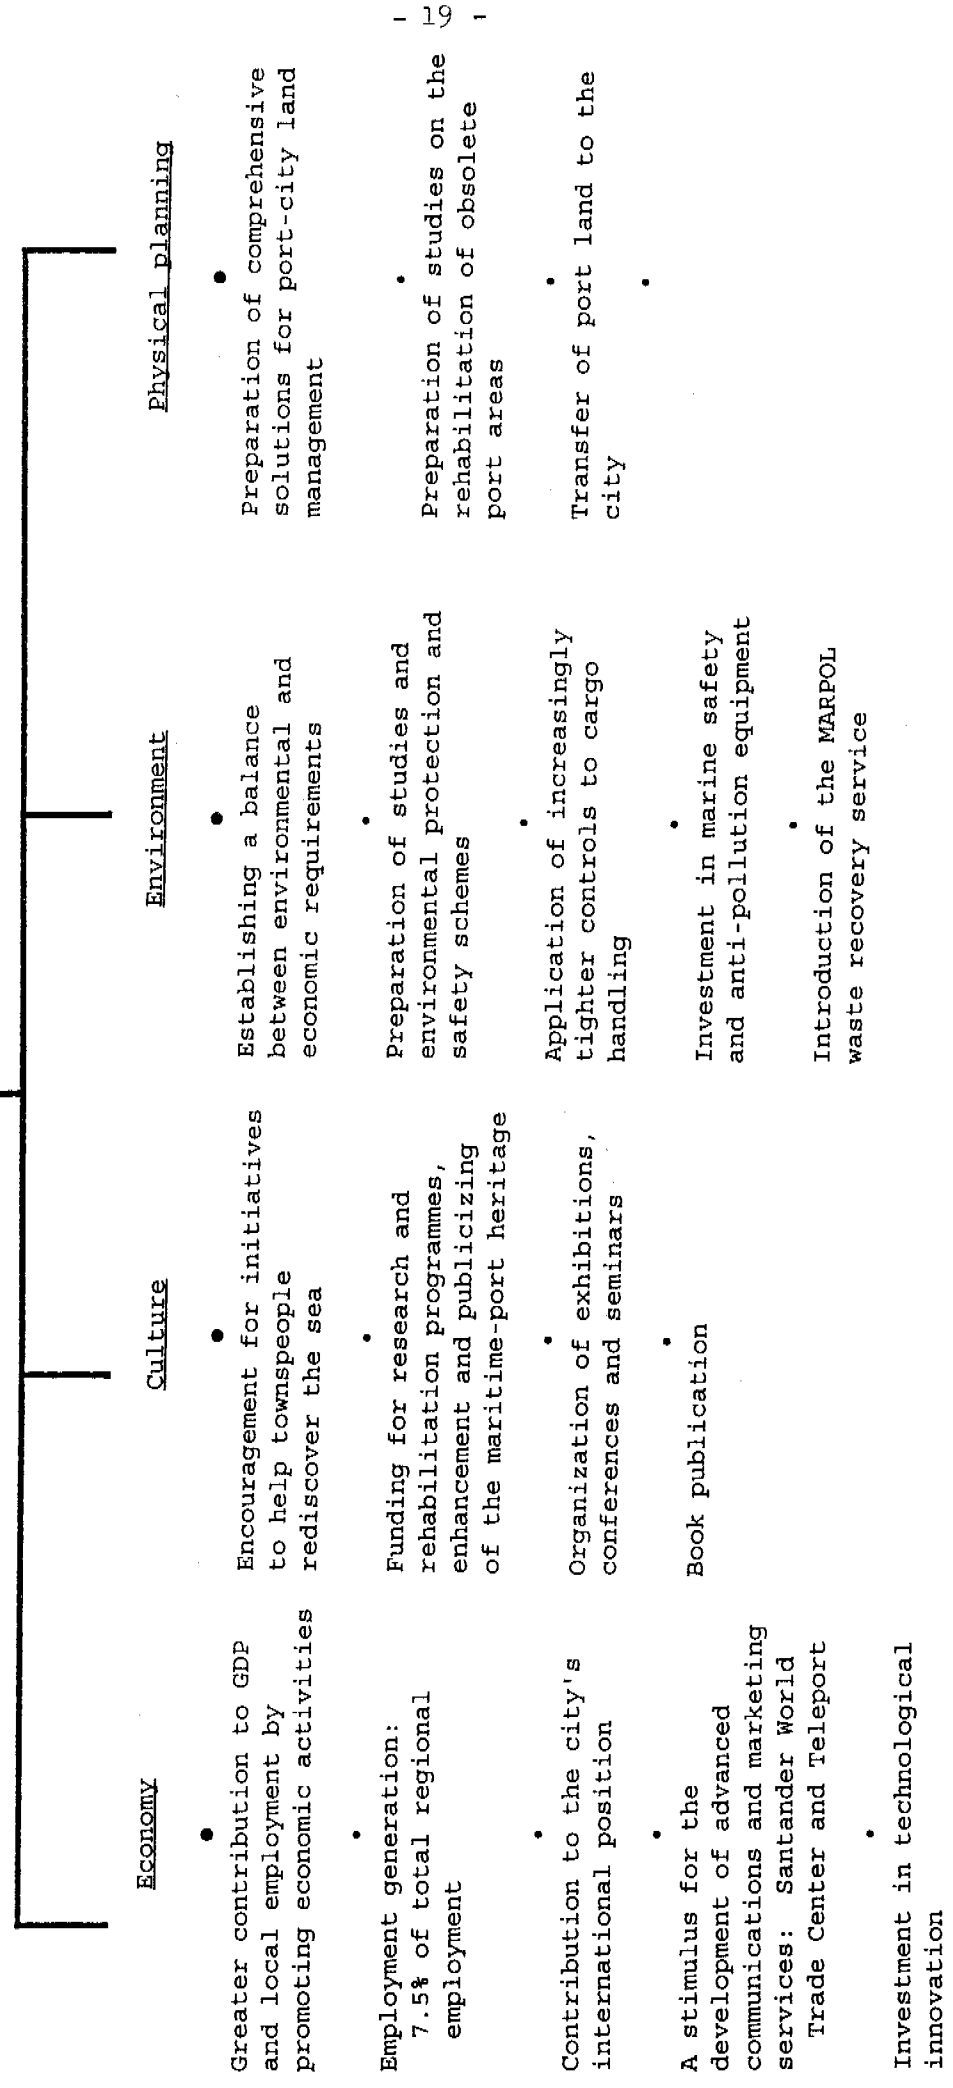 - 19 -
Economy
Greater contribution to GDP
and local employment by
promoting economic activities
Employment generation:
7.5% of total regional
employment
Contribution to the city's
international position
A stimulus for the
development of advanced
communications and marketing
services: Santander World
Trade Center and Teleport
Investment in technological
innovation
Culture
Encouragement for initiatives
to help townspeople
rediscover the sea
Funding for research and
rehabilitation programmes,
enhancement and publicizing
of the maritime-port heritage
Organization of exhibitions,
conferences and seminars
Book publication
Environment
Establishing a balance
between environmental and
economic requirements
Preparation of studies and
environmental protection and
safety schemes
Application of increasingly
tighter controls to cargo
handling
Investment in marine safety
and anti-pollution equipment
Introduction of the MARPOL
waste recovery service
Physical planning
Preparation of comprehensive
solutions for port-city land
management
Preparation of studies on the
rehabilitation of obsolete
port areas
Transfer of port land to the
city